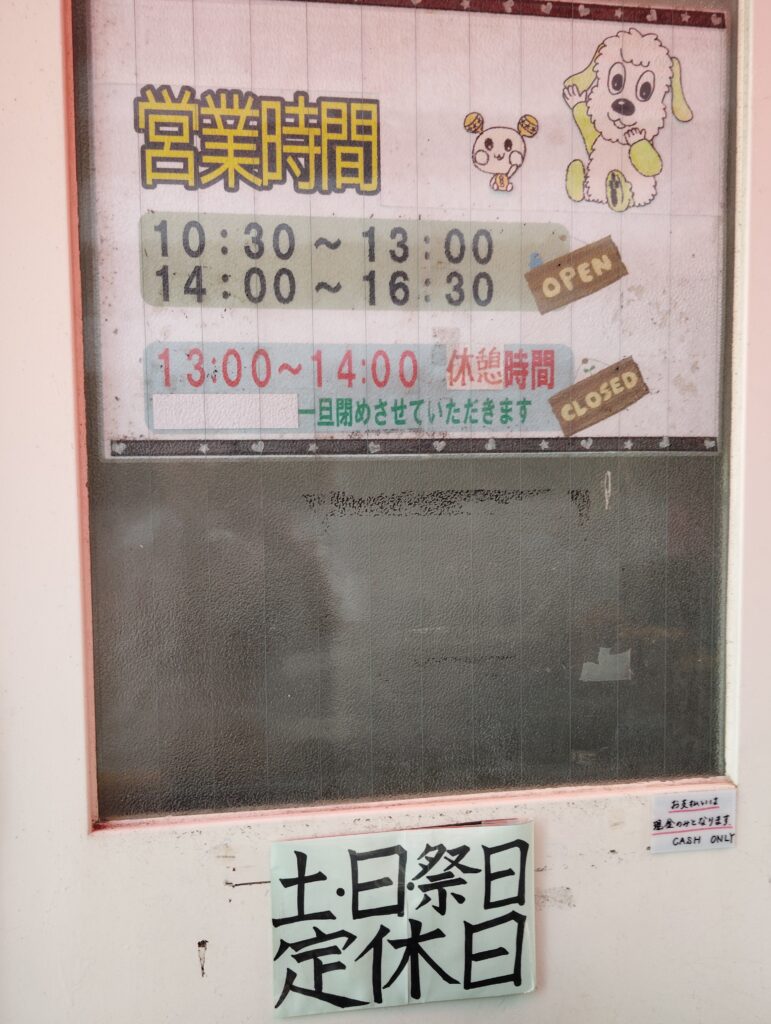 営業時間
10:30~13:00
14:00~16:30
OPEN
13:00~14:00 休憩時間
一旦閉めさせていただきます
CLOSED
お支払いは
現金のみとなります
CASH ONLY
土・日・祭日
定休日